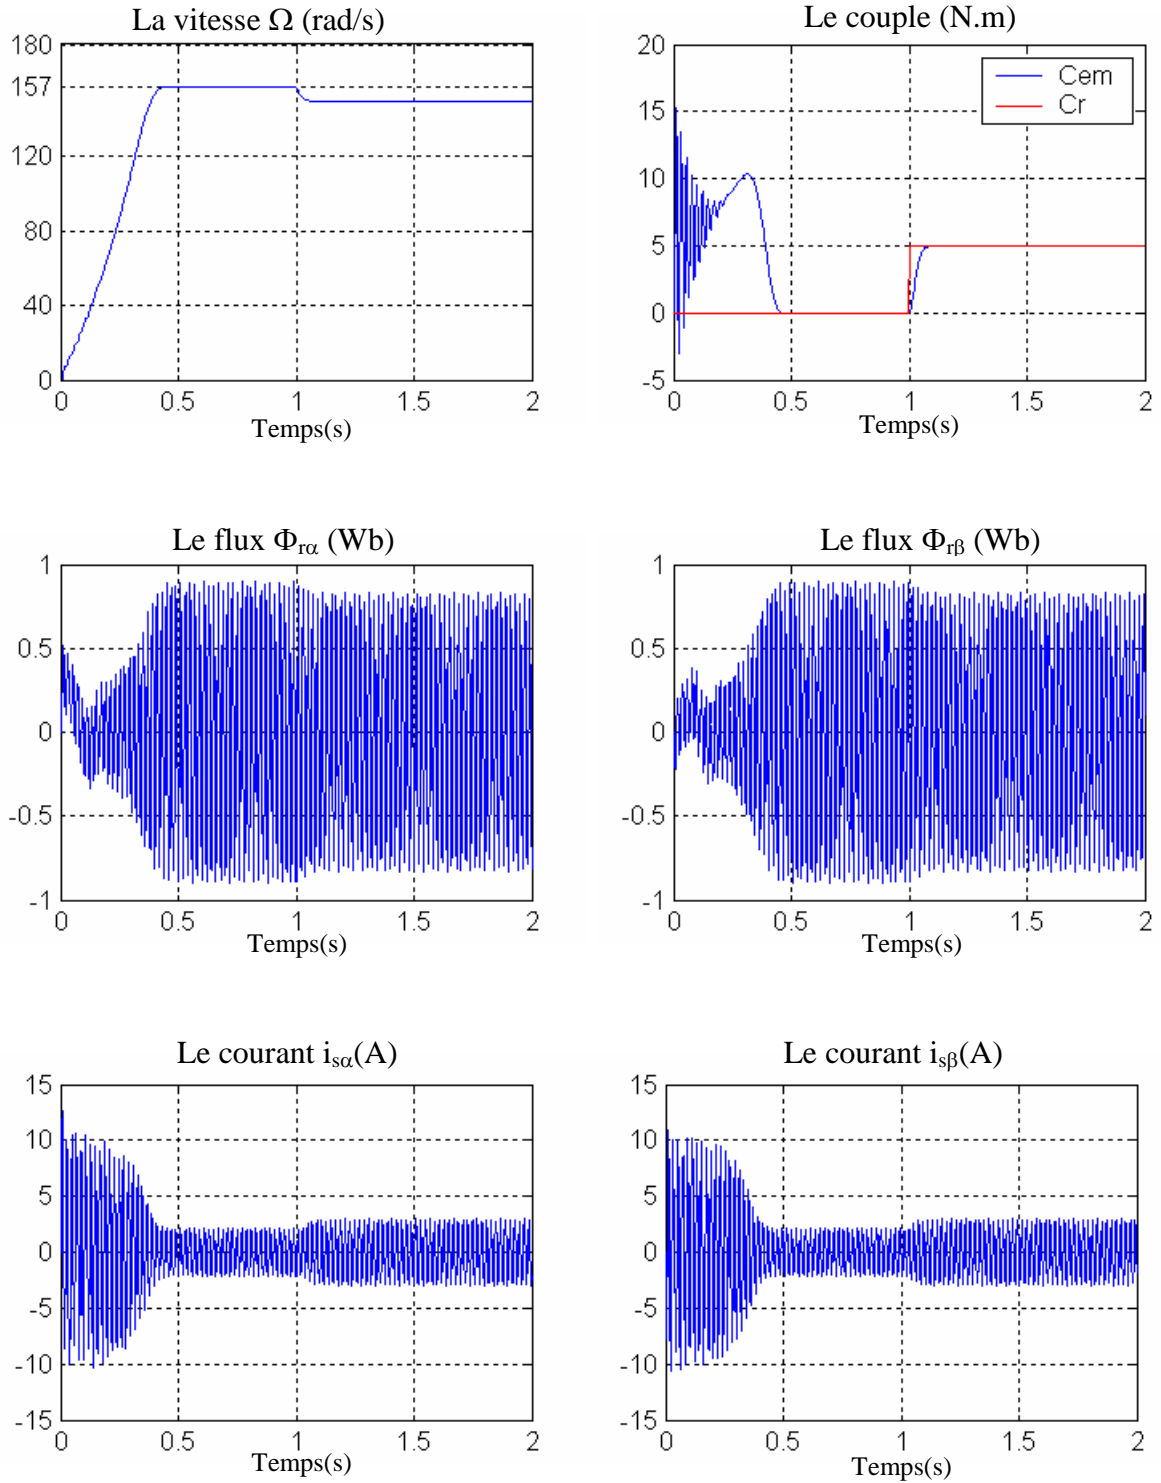 La vitesse Ω (rad/s)
180
157
120
80
40
0
0 0.5 1 1.5 2
Temps(s)
Le couple (N.m)
20
15
10
5
0
-5
Cem
Cr
0 0.5 1 1.5 2
Temps(s)
Le flux Φrα (Wb)
1
0.5
0
-0.5
-1
0 0.5 1 1.5 2
Temps(s)
Le flux Φrβ (Wb)
1
0.5
0
-0.5
-1
0 0.5 1 1.5 2
Temps(s)
Le courant isα(A)
15
10
5
0
-5
-10
-15
0 0.5 1 1.5 2
Temps(s)
Le courant isβ(A)
15
10
5
0
-5
-10
-15
0 0.5 1 1.5 2
Temps(s)